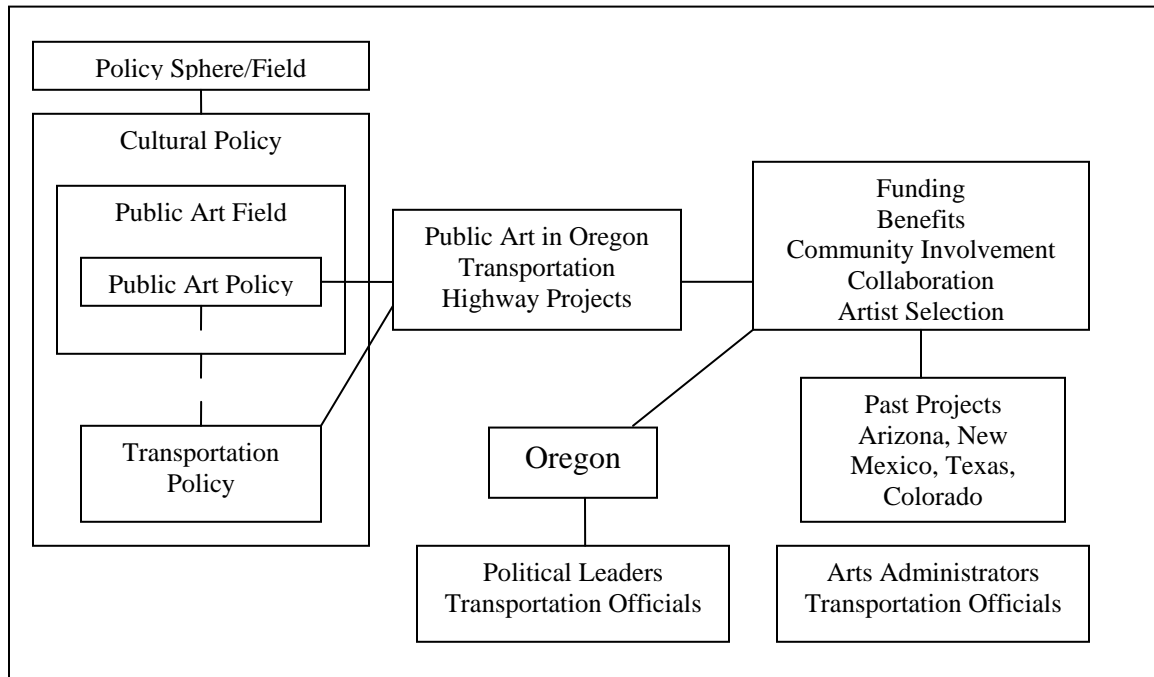 Policy Sphere/Field
Cultural Policy
Public Art Field
Public Art Policy
Transportation
Policy
Public Art in Oregon
Transportation
Highway Projects
Funding
Benefits
Community Involvement
Collaboration
Artist Selection
Oregon
Political Leaders
Transportation Officials
Past Projects
Arizona, New
Mexico, Texas,
Colorado
Arts Administrators
Transportation Officials